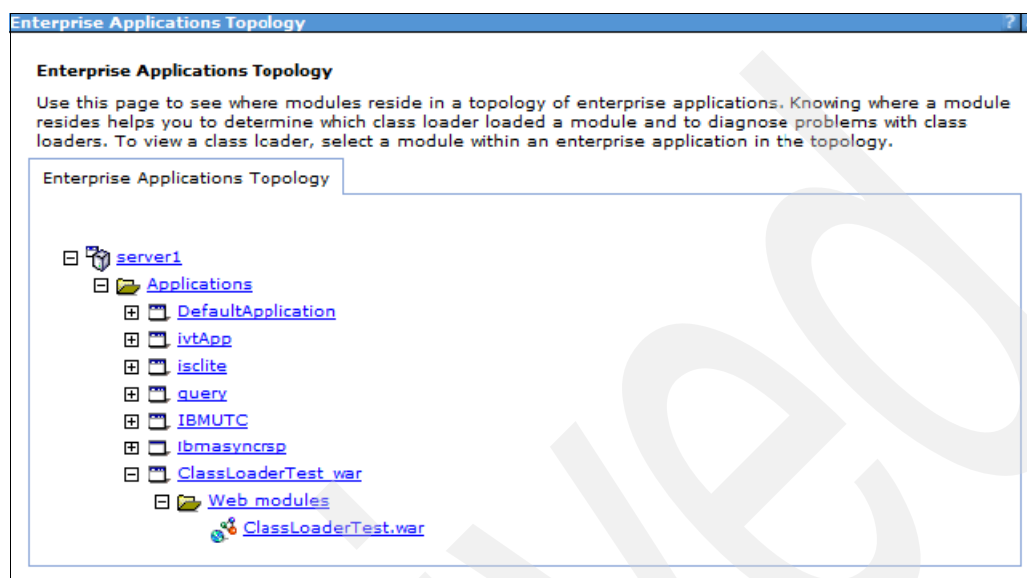 Enterprise Applications Topology ?
Enterprise Applications Topology
Use this page to see where modules reside in a topology of enterprise applications. Knowing where a module
resides helps you to determine which class loader loaded a module and to diagnose problems with class
loaders. To view a class loader, select a module within an enterprise application in the topology.
Enterprise Applications Topology
server1
Applications
DefaultApplication
ivtApp
isclite
query
IBMUTC
Ibmasyncrsp
ClassLoaderTest_war
Web modules
ClassLoaderTest.war